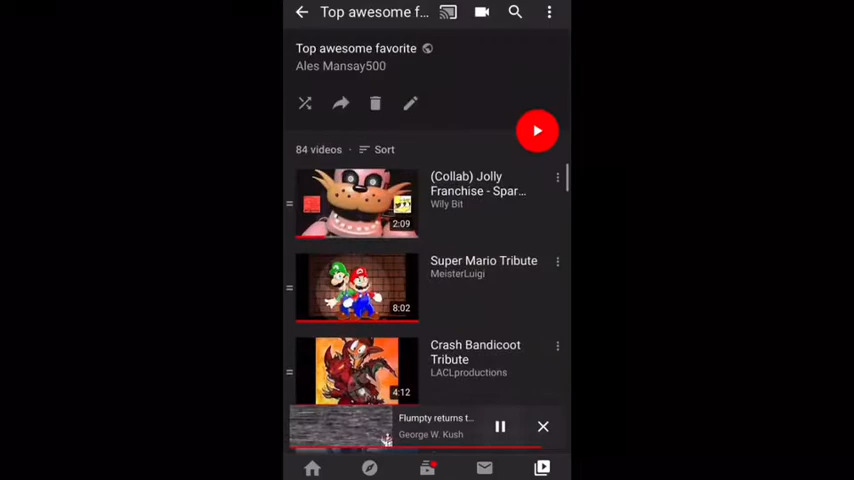 Top awesome f...
Top awesome favorite
Ales Mansay500
84 videos · Sort
(Collab) Jolly
Franchise - Spar...
Wily Bit
2:09
Super Mario Tribute
MeisterLuigi
8:02
Crash Bandicoot
Tribute
LACLproductions
4:12
Flumpty returns t...
George W. Kush